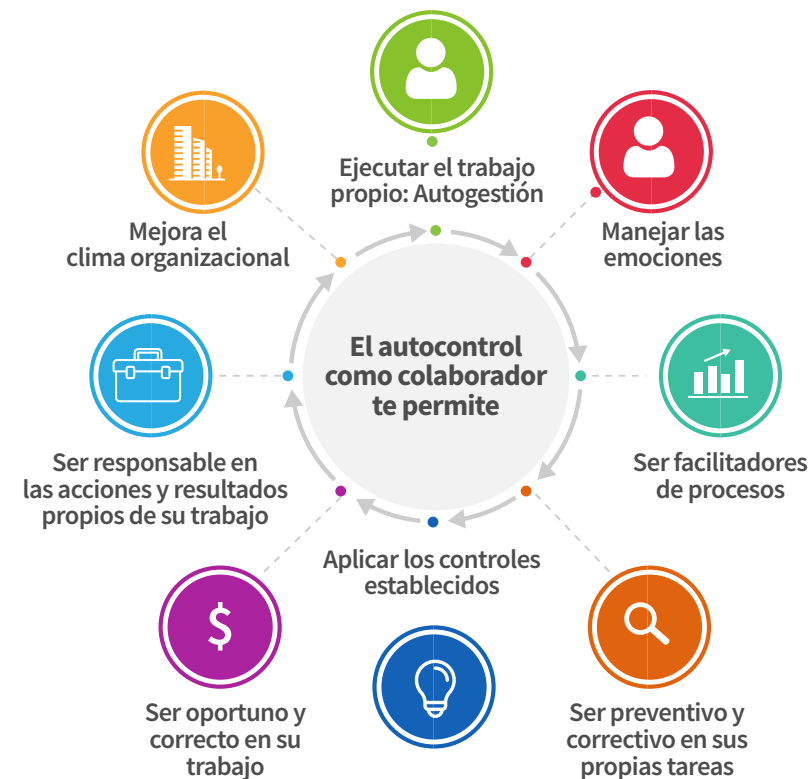 Ejecutar el trabajo
propio: Autogestión
Mejora el
clima organizacional
Manejar las
emociones
El autocontrol
como colaborador
te permite
Ser responsable en
las acciones y resultados
propios de su trabajo
Ser facilitadores
de procesos
Aplicar los controles
establecidos
$
Ser oportuno y
correcto en su
trabajo
Ser preventivo y
correctivo en sus
propias tareas